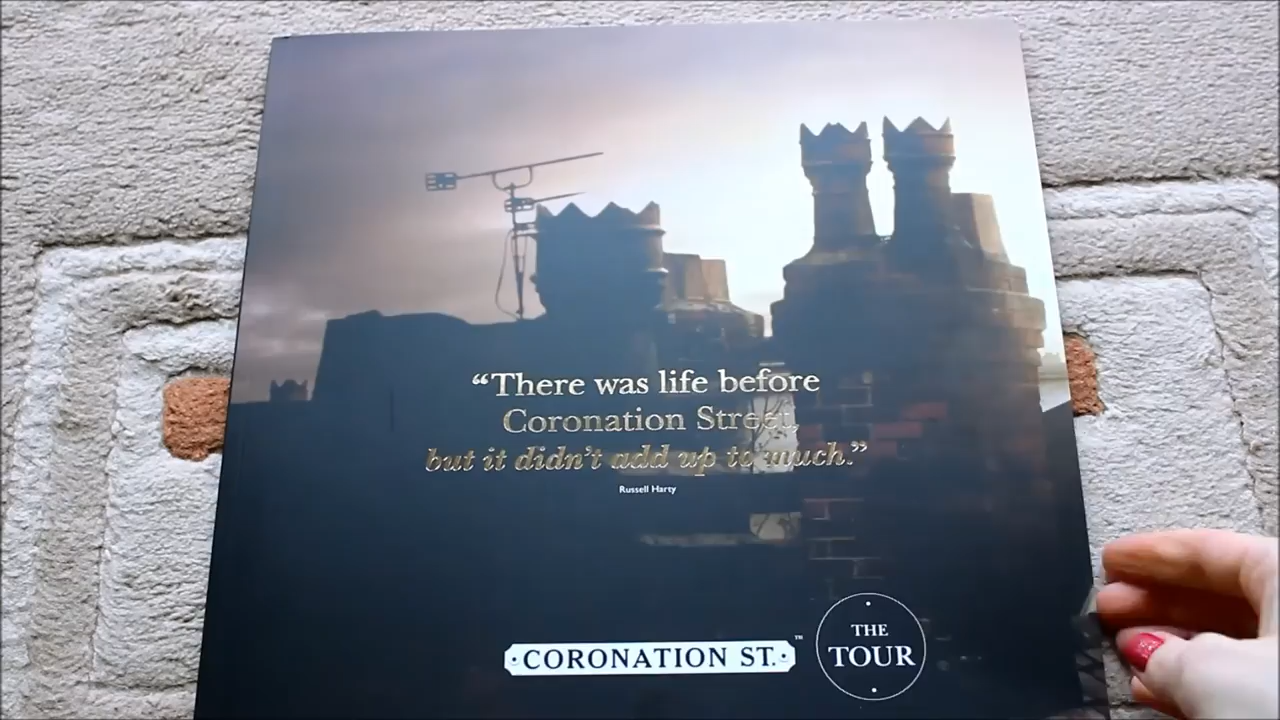 “There was life before
Coronation Street,
but it didn’t add up to much.”
Russell Harty
CORONATION ST.™
THE
TOUR